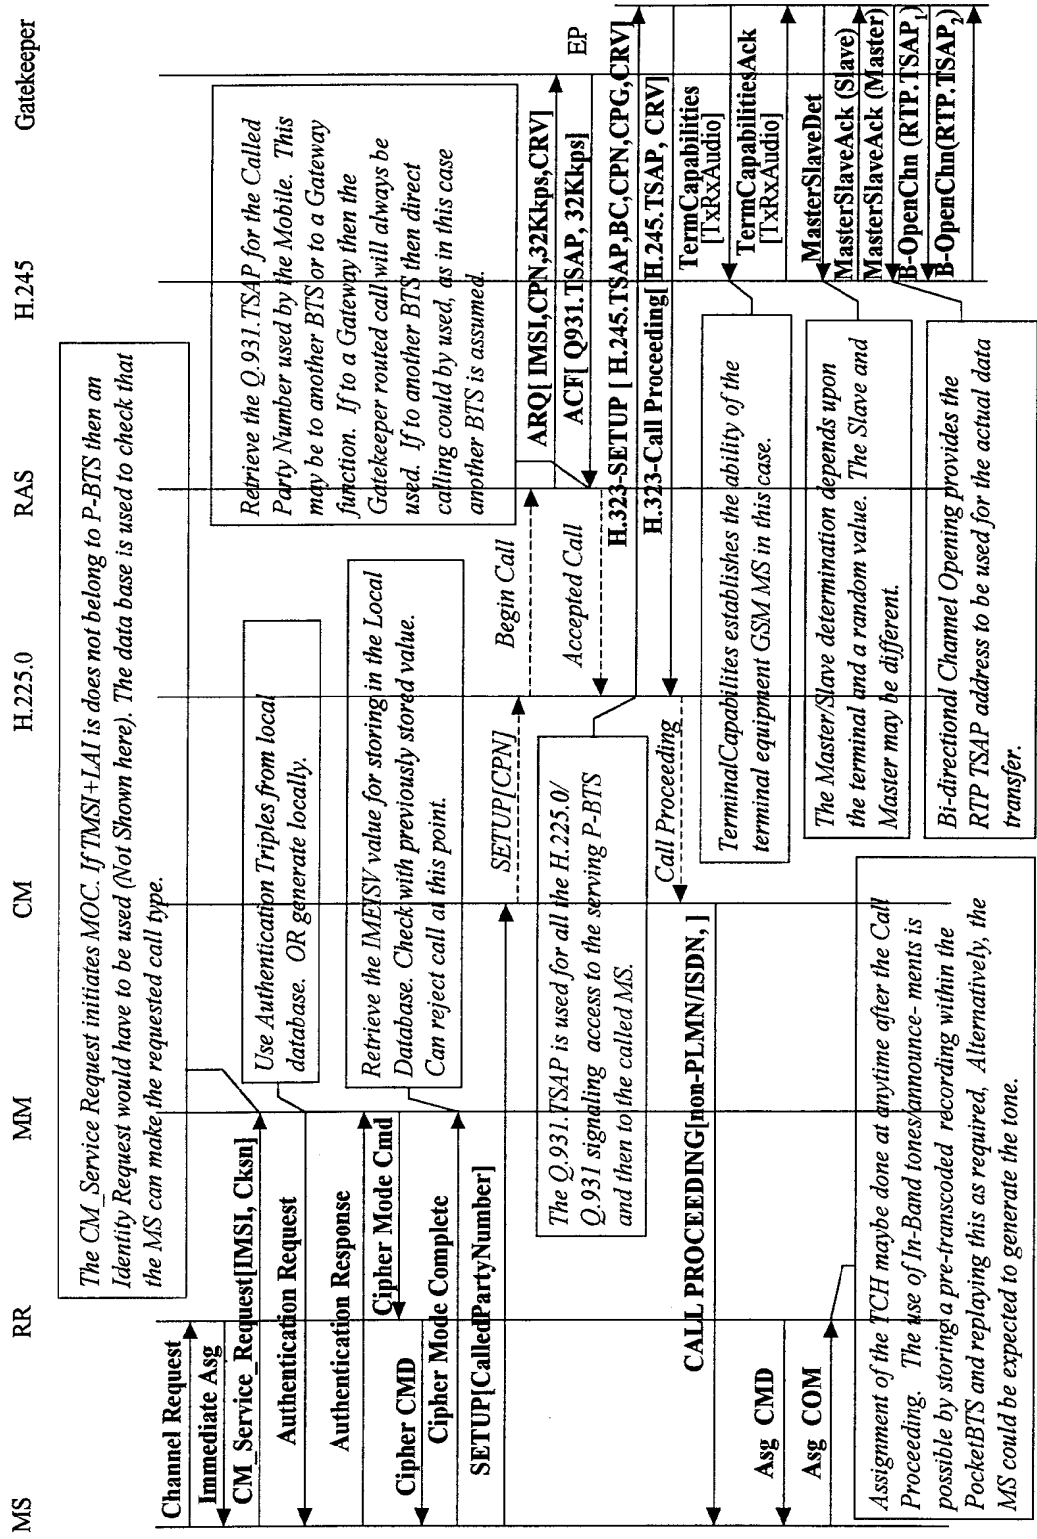 MS
RR
MM
CM
H.225.0
RAS
H.245
Gatekeeper
The CM_Service Request initiates MOC. If TMSI+LAI is does not belong to P-BTS then an
Identity Request would have to be used (Not Shown here). The data base is used to check that
the MS can make the requested call type.
Channel Request
Immediate Asg
CM_Service_Request[IMSI, Cksn]
Use Authentication Triples from local
database. OR generate locally.
Authentication Request
Authentication Response
Retrieve the IMEISV value for storing in the Local
Database. Check with previously stored value.
Can reject call at this point.
Cipher Mode Cmd
Cipher CMD
Cipher Mode Complete
SETUP[CalledPartyNumber]
SETUP[CPN]
Begin Call
Retrieve the Q.931.TSAP for the Called
Party Number used by the Mobile. This
may be to another BTS or to a Gateway
function. If to a Gateway then the
Gatekeeper routed call will always be
used. If to another BTS then direct
calling could by used, as in this case
another BTS is assumed.
ARQ[ IMSI,CPN,32Kkps,CRV]
EP
ACF[ Q931.TSAP, 32Kkps]
Accepted Call
H.323-SETUP [ H.245.TSAP,BC,CPN,CPG,CRV]
H.323-Call Proceeding[ H.245.TSAP, CRV]
The Q.931.TSAP is used for all the H.225.0/
Q.931 signaling access to the serving P-BTS
and then to the called MS.
Call Proceeding
CALL PROCEEDING[non-PLMN/ISDN, ]
TermCapabilities
[TxRxAudio]
TermCapabilitiesAck
[TxRxAudio]
TerminalCapabilites establishes the ability of the
terminal equipment GSM MS in this case.
Asg CMD
Asg COM
MasterSlaveDet
MasterSlaveAck (Slave)
MasterSlaveAck (Master)
The Master/Slave determination depends upon
the terminal and a random value. The Slave and
Master may be different.
B-OpenChn (RTP.TSAP1)
B-OpenChn(RTP.TSAP2)
Bi-directional Channel Opening provides the
RTP TSAP address to be used for the actual data
transfer.
Assignment of the TCH maybe done at anytime after the Call
Proceeding. The use of In-Band tones/announce- ments is
possible by storing a pre-transcoded recording within the
PocketBTS and replaying this as required, Alternatively, the
MS could be expected to generate the tone.